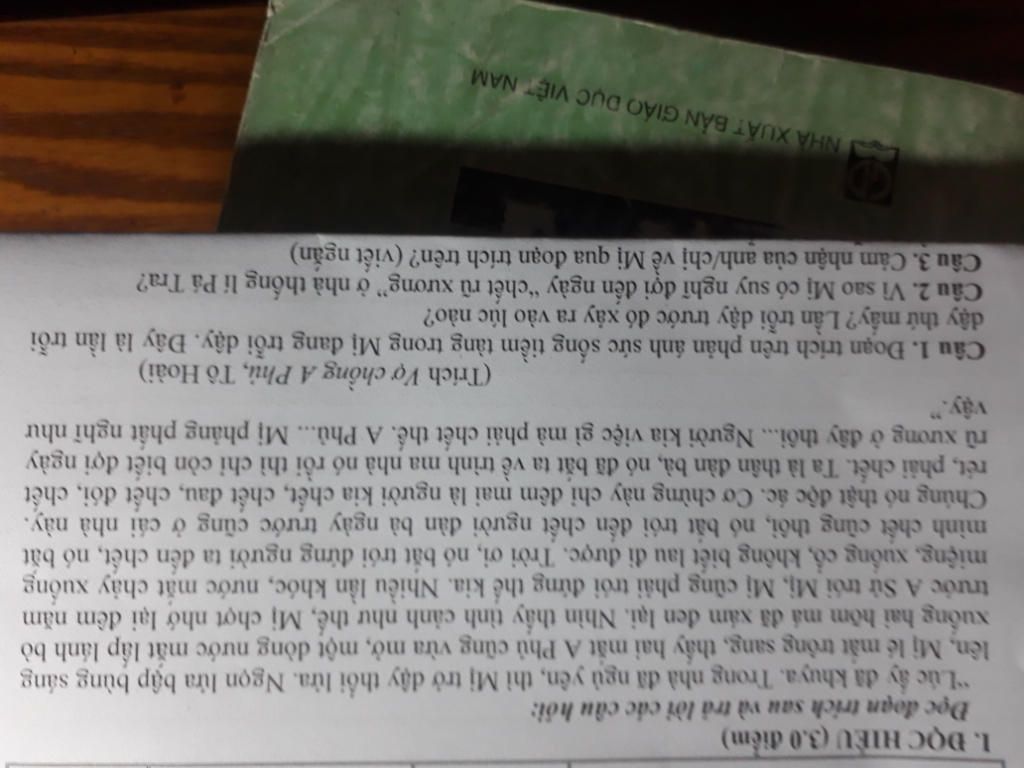 I. ĐỌC HIỂU (3.0 điểm)
Đọc đoạn trích sau và trả lời các câu hỏi:
“Lúc ấy đã khuya. Trong nhà đã ngủ yên, thì Mị trở dậy thổi lửa. Ngọn lửa bập bùng sáng
lên, Mị lé mắt trông sang, thấy hai mắt A Phủ cũng vừa mở, một dòng nước mắt lấp lánh bò
xuống hai hõm má đã xám đen lại. Nhìn thấy tình cảnh như thế, Mị chợt nhớ lại đêm năm
trước A Sử trói Mị, Mị cũng phải trói đứng thế kia. Nhiều lần khóc, nước mắt chảy xuống
miệng, xuống cổ, không biết lau đi được. Trời ơi, nó bắt trói đứng người ta đến chết, nó bắt
mình chết cũng thôi, nó bắt trói đến chết người đàn bà ngày trước cũng ở cái nhà này.
Chúng nó thật độc ác. Cơ chừng này chỉ đêm mai là người kia chết, chết đau, chết đói, chết
rét, phải chết. Ta là thân đàn bà, nó đã bắt ta về trình ma nhà nó rồi thì chỉ còn biết đợi ngày
rũ xương ở đây thôi... Người kia việc gì mà phải chết thế. A Phủ... Mị phảng phất nghĩ như
vậy.”
(Trích Vợ chồng A Phủ, Tô Hoài)
Câu 1. Đoạn trích trên phản ánh sức sống tiềm tàng trong Mị đang trỗi dậy. Đây là lần trỗi
dậy thứ mấy? Lần trỗi dậy trước đó xảy ra vào lúc nào?
Câu 2. Vì sao Mị có suy nghĩ đợi đến ngày “chết rũ xương” ở nhà thống lí Pá Tra?
Câu 3. Cảm nhận của anh/chị về Mị qua đoạn trích trên? (viết ngắn)
NHÀ XUẤT BẢN GIÁO DỤC VIỆT NAM